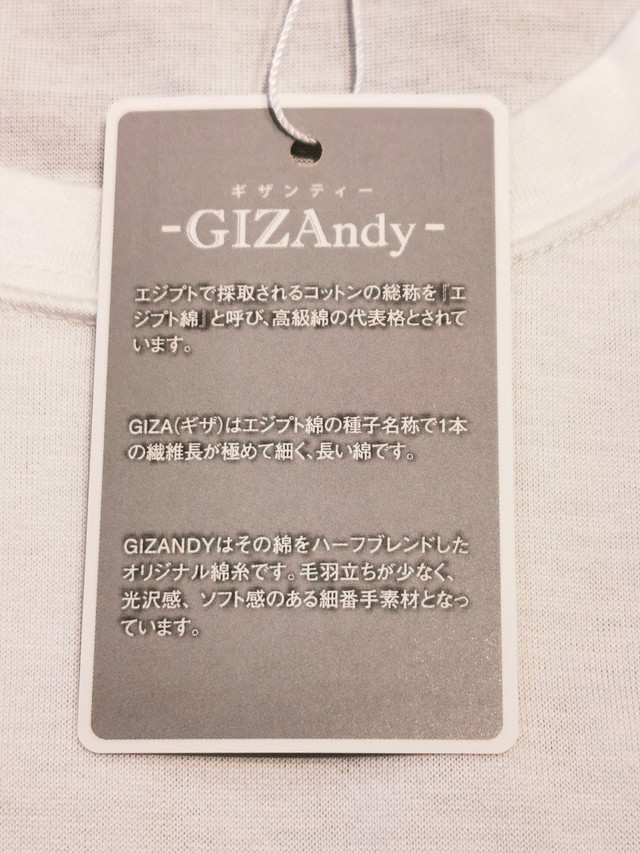 ギザンティー
-GIZAndy-
エジプトで採取されるコットンの総称を『エ
ジプト綿』と呼び、高級綿の代表格とされて
います。
GIZA(ギザ)はエジプト綿の種子名称で1本
の繊維長が極めて細く、長い綿です。
GIZANDYはその綿をハーフブレンドした
オリジナル綿糸です。毛羽立ちが少なく、
光沢感、ソフト感のある細番手素材となっ
ています。